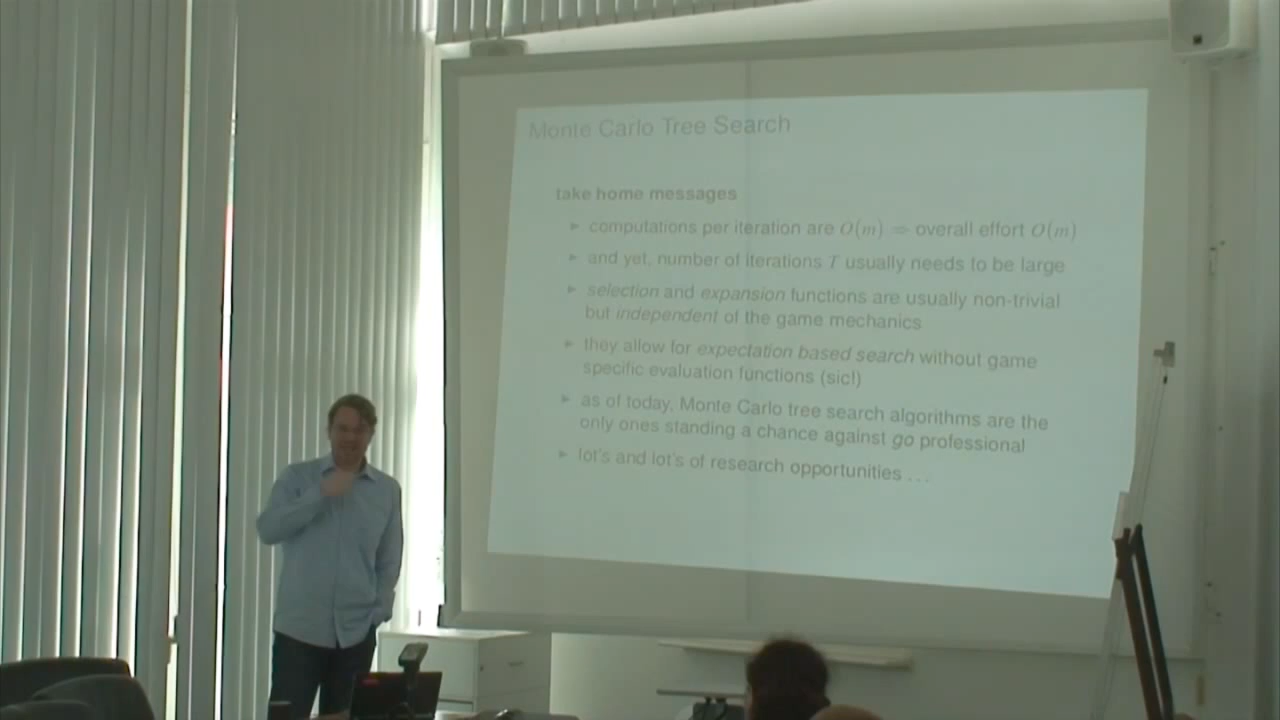 Monte Carlo Tree Search
take home messages
▸ computations per iteration are O(m) ⇒ overall effort O(m)
▸ and yet, number of iterations T usually needs to be large
▸ selection and expansion functions are usually non-trivial
but independent of the game mechanics
▸ they allow for expectation based search without game
specific evaluation functions (sic!)
▸ as of today, Monte Carlo tree search algorithms are the
only ones standing a chance against go professional
▸ lot's and lot's of research opportunities . . .